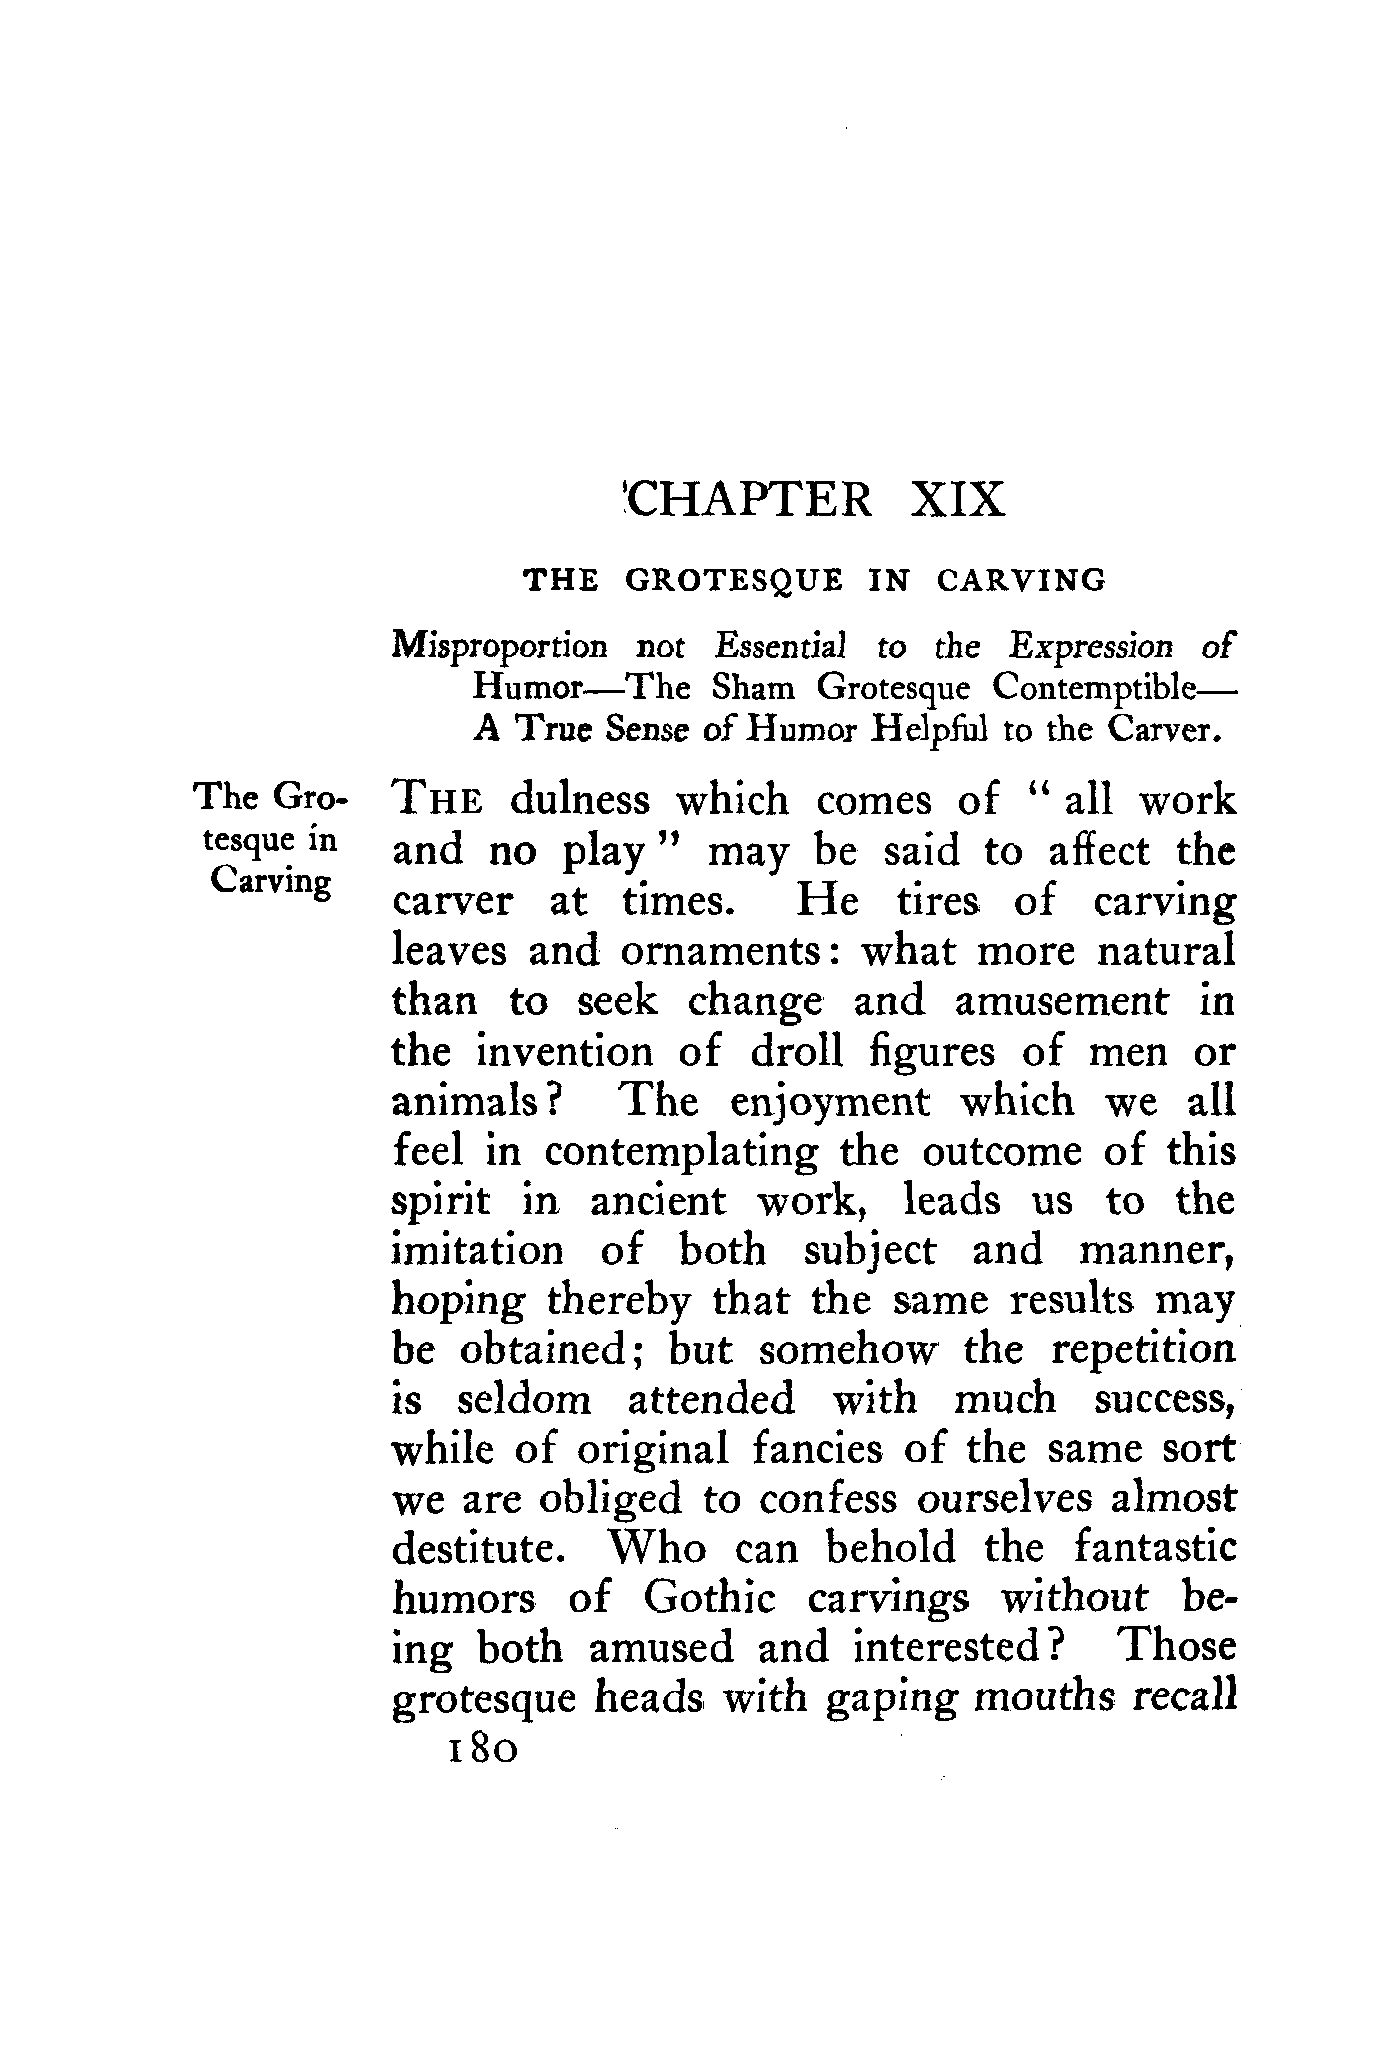 CHAPTER XIX
THE GROTESQUE IN CARVING
Misproportion not Essential to the Expression of
Humor—The Sham Grotesque Contemptible—
A True Sense of Humor Helpful to the Carver.
The Gro-
tesque in
Carving
THE dulness which comes of “ all work
and no play ” may be said to affect the
carver at times. He tires of carving
leaves and ornaments: what more natural
than to seek change and amusement in
the invention of droll figures of men or
animals? The enjoyment which we all
feel in contemplating the outcome of this
spirit in ancient work, leads us to the
imitation of both subject and manner,
hoping thereby that the same results may
be obtained; but somehow the repetition
is seldom attended with much success,
while of original fancies of the same sort
we are obliged to confess ourselves almost
destitute. Who can behold the fantastic
humors of Gothic carvings without be-
ing both amused and interested? Those
grotesque heads with gaping mouths recall
180